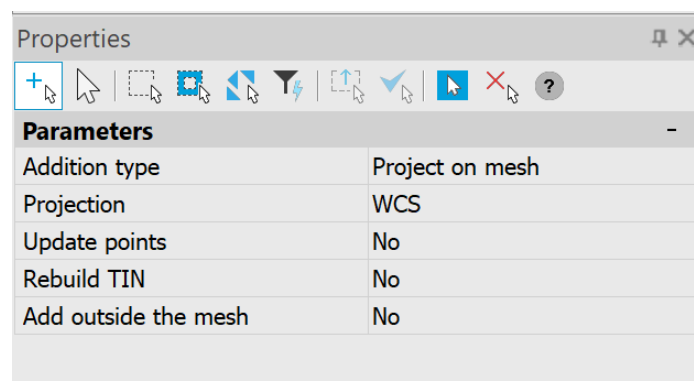 Properties
?
Parameters -
Addition type Project on mesh
Projection WCS
Update points No
Rebuild TIN No
Add outside the mesh No